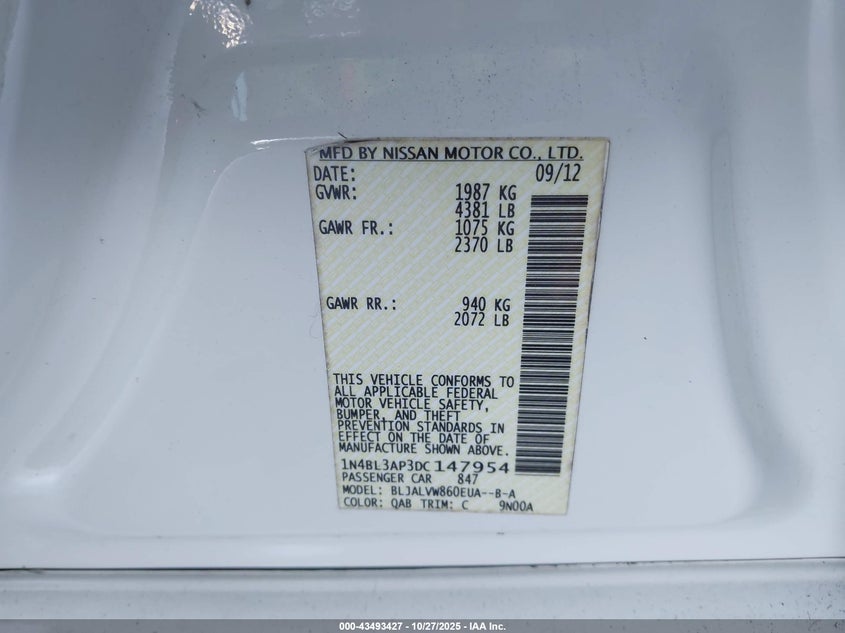 MFD BY NISSAN MOTOR CO., LTD.
DATE: 09/12
GVWR: 1987 KG
4381 LB
GAWR FR.: 1075 KG
2370 LB
GAWR RR.: 940 KG
2072 LB
THIS VEHICLE CONFORMS TO
ALL APPLICABLE FEDERAL
MOTOR VEHICLE SAFETY,
BUMPER, AND THEFT
PREVENTION STANDARDS IN
EFFECT ON THE DATE OF
MANUFACTURE SHOWN ABOVE.
1N4BL3AP3DC147954
PASSENGER CAR 847
MODEL: BLJALVW860EUA--B-A
COLOR: QAB TRIM: C 9N00A
000-43493427 - 10/27/2025 - IAA Inc.